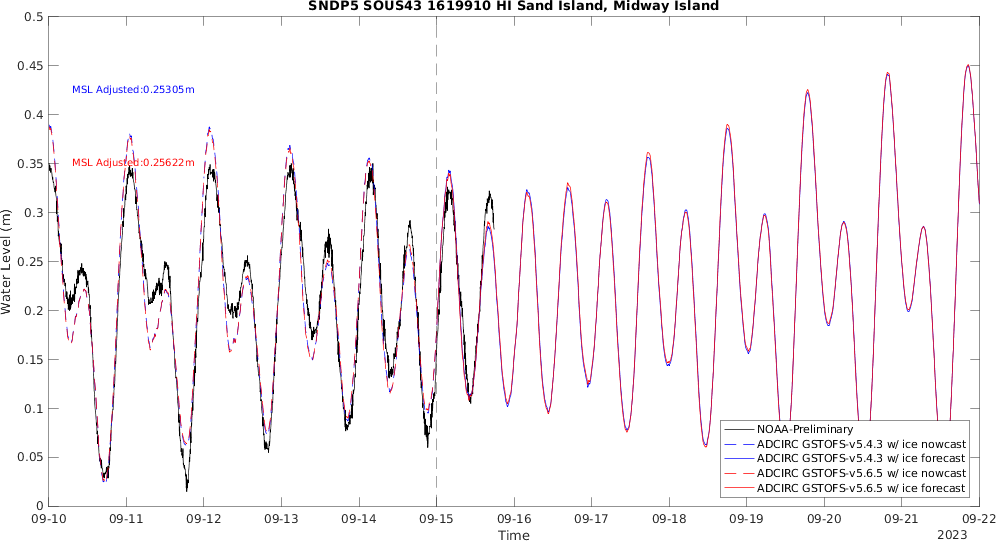 SNDP5 SOUS43 1619910 HI Sand Island, Midway Island
Water Level (m)
0.5
0.45
0.4
0.35
0.3
0.25
0.2
0.15
0.1
0.05
0
MSL Adjusted:0.25305m
MSL Adjusted:0.25622m
NOAA-Preliminary
ADCIRC GSTOFS-v5.4.3 w/ ice nowcast
ADCIRC GSTOFS-v5.4.3 w/ ice forecast
ADCIRC GSTOFS-v5.6.5 w/ ice nowcast
ADCIRC GSTOFS-v5.6.5 w/ ice forecast
09-10 09-11 09-12 09-13 09-14 09-15 09-16 09-17 09-18 09-19 09-20 09-21 09-22
Time
2023